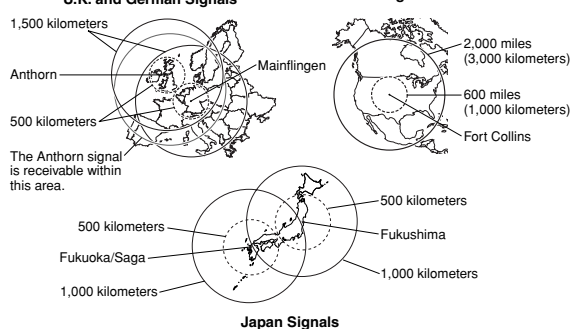 U.K. and German Signals
1,500 kilometers
Anthorn
500 kilometers
The Anthorn signal
is receivable within
this area.
Mainflingen
2,000 miles
(3,000 kilometers)
600 miles
(1,000 kilometers)
Fort Collins
500 kilometers
Fukuoka/Saga
1,000 kilometers
500 kilometers
Fukushima
1,000 kilometers
Japan Signals